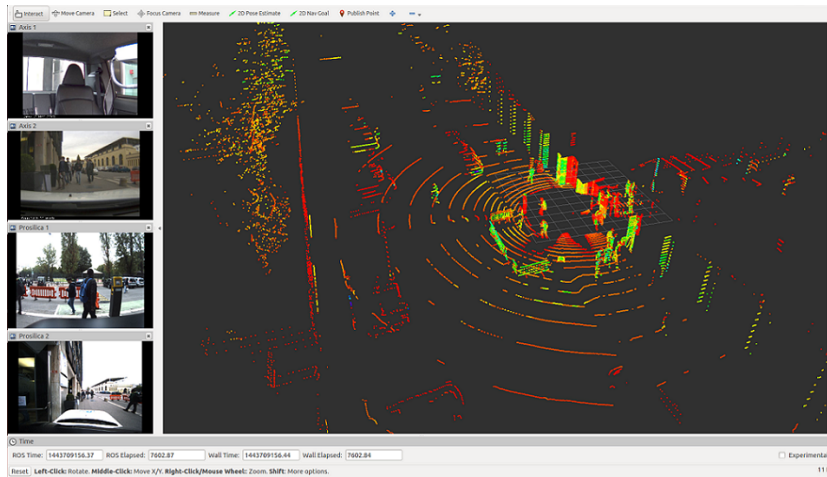 Interact Move Camera Select Focus Camera Measure 2D Pose Estimate 2D Nav Goal Publish Point
Axis 1
Axis 2
Prosilica 1
Prosilica 2
Time
ROS Time: 1443709156.37 ROS Elapsed: 7602.87 Wall Time: 1443709156.44 Wall Elapsed: 7602.84 Experimenta
Reset Left-Click: Rotate. Middle-Click: Move X/Y. Right-Click/Mouse Wheel: Zoom. Shift: More options. 11